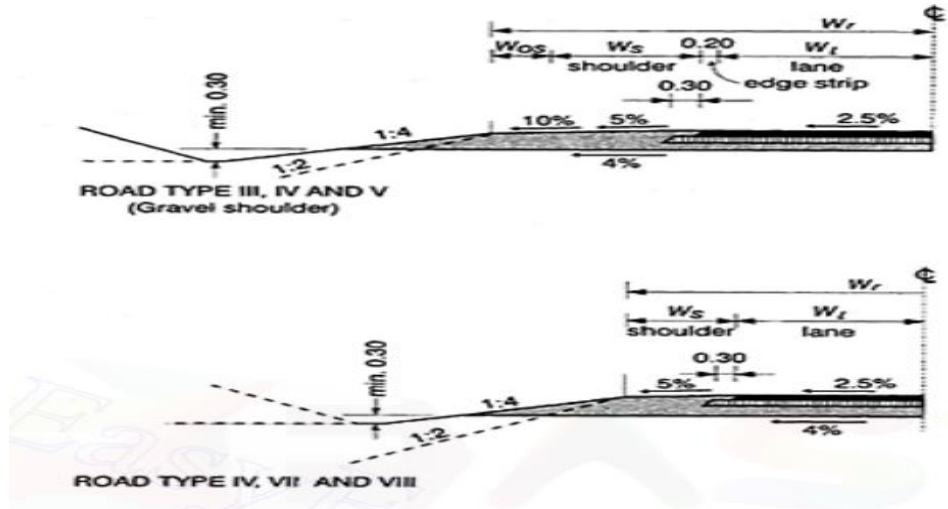 ℄
Wr
Wos Ws 0.20 Wl
shoulder lane
edge strip
0.30
min. 0.30
10% 5% 2.5%
1:4
1:2
4%
ROAD TYPE III, IV AND V
(Gravel shoulder)
℄
Wr
Ws Wl
shoulder lane
0.30
min. 0.30
5% 2.5%
1:4
1:2
4%
ROAD TYPE IV, VII AND VIII